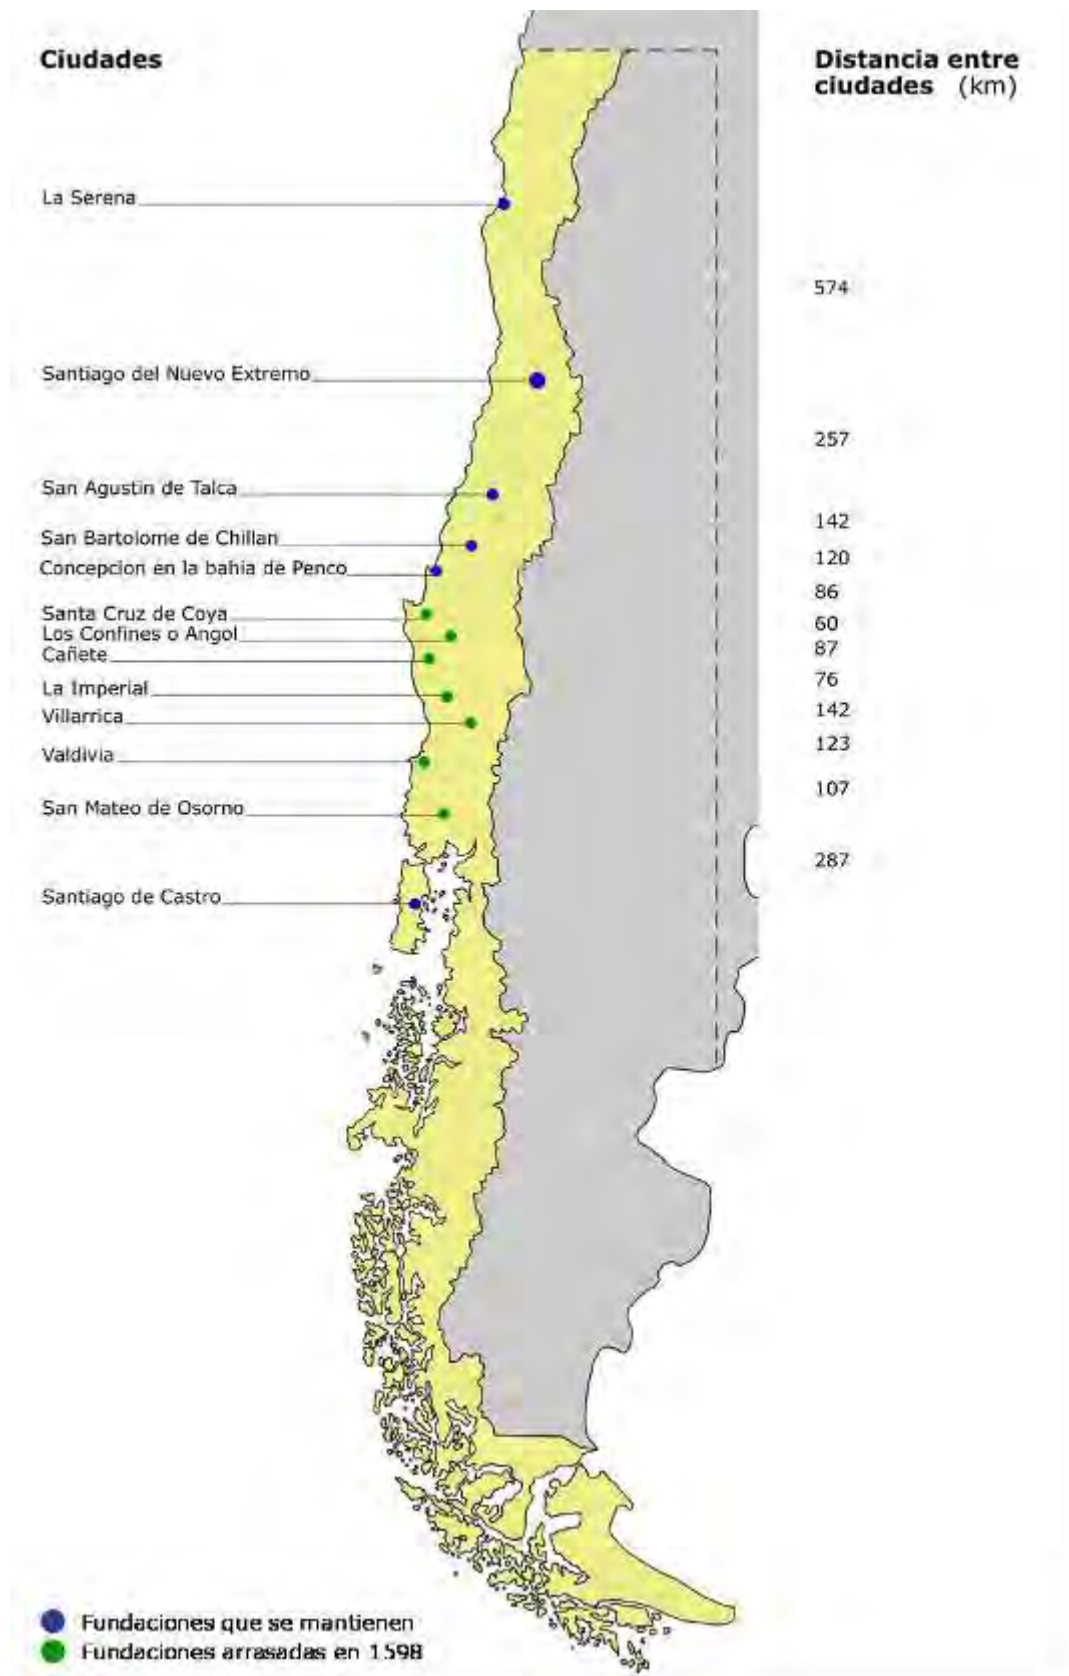 Ciudades
Distancia entre
ciudades (km)
La Serena
574
Santiago del Nuevo Extremo
257
San Agustin de Talca
142
San Bartolome de Chillan
120
Concepcion en la bahia de Penco
86
Santa Cruz de Coya
60
Los Confines o Angol
87
Cañete
76
La Imperial
142
Villarrica
123
Valdivia
107
San Mateo de Osorno
287
Santiago de Castro
Fundaciones que se mantienen
Fundaciones arrasadas en 1598